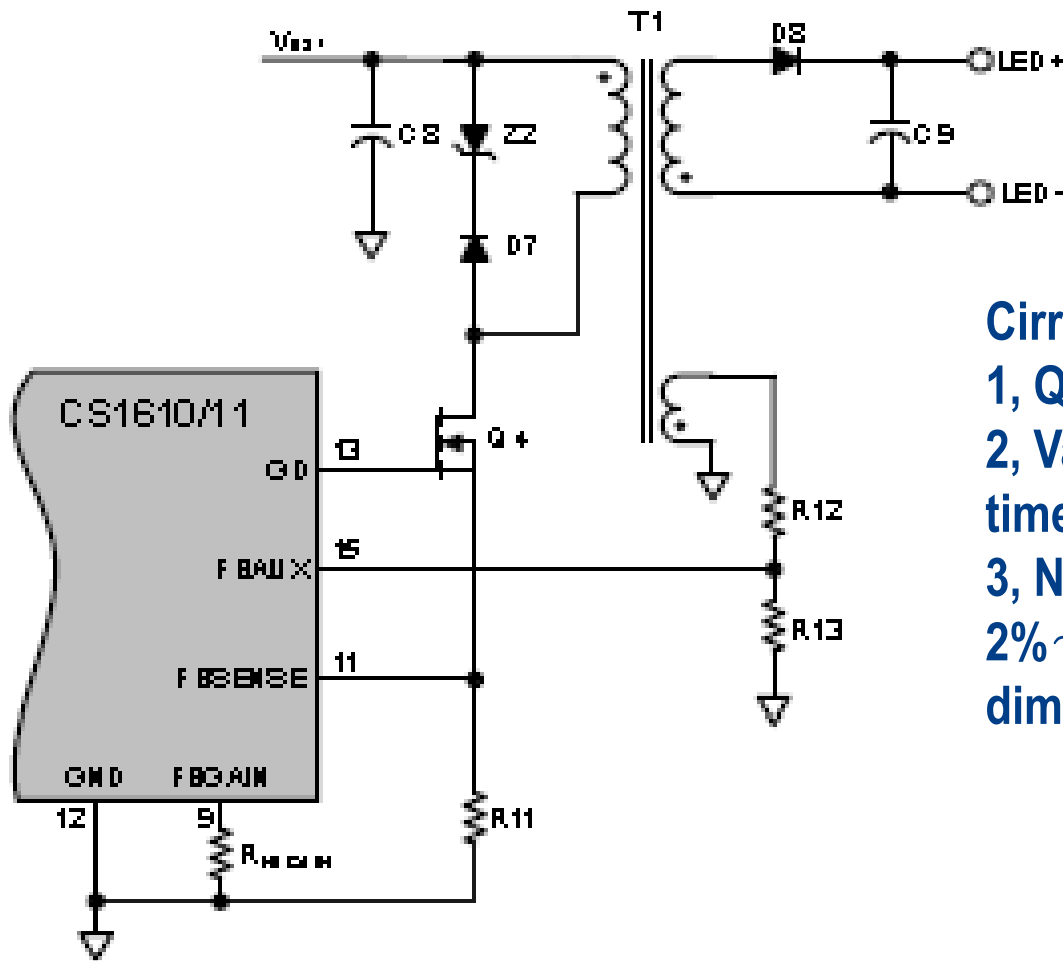 T1
D8
C8
Z2
C9
LED +
LED -
D7
CS1610/11
13
GD
Q4
R12
15
FBAUX
R13
11
FBSENSE
GND
FBGAIN
12
9
R11
Cirr
1, Q
2, Va
time
3, N
2%~
dim